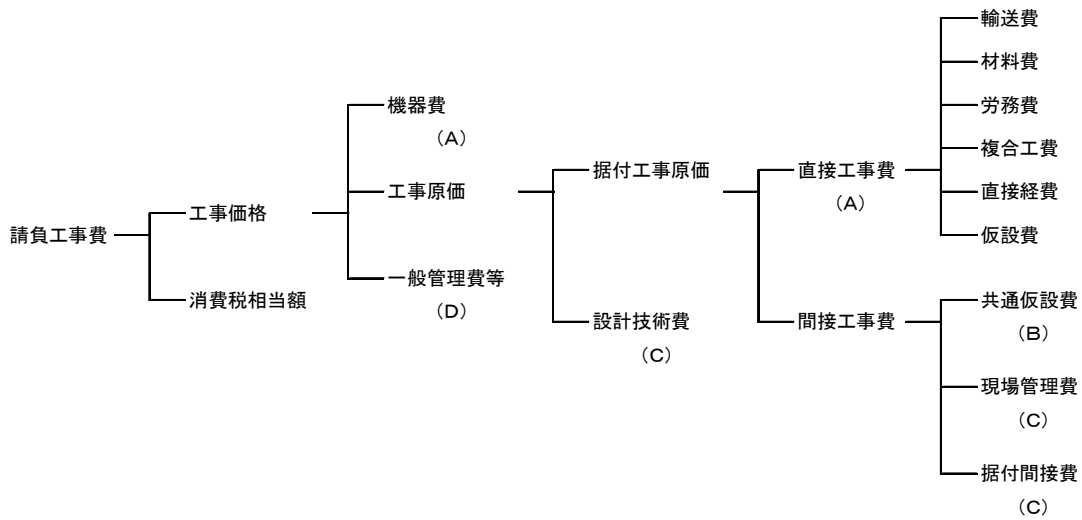 輸送費
材料費
機器費
労務費
(A)
複合工費
据付工事原価
直接工事費
工事原価
直接経費
(A)
工事価格
請負工事費
仮設費
一般管理費等
消費税相当額
共通仮設費
(D)
設計技術費
間接工事費
(B)
(C)
現場管理費
(C)
据付間接費
(C)